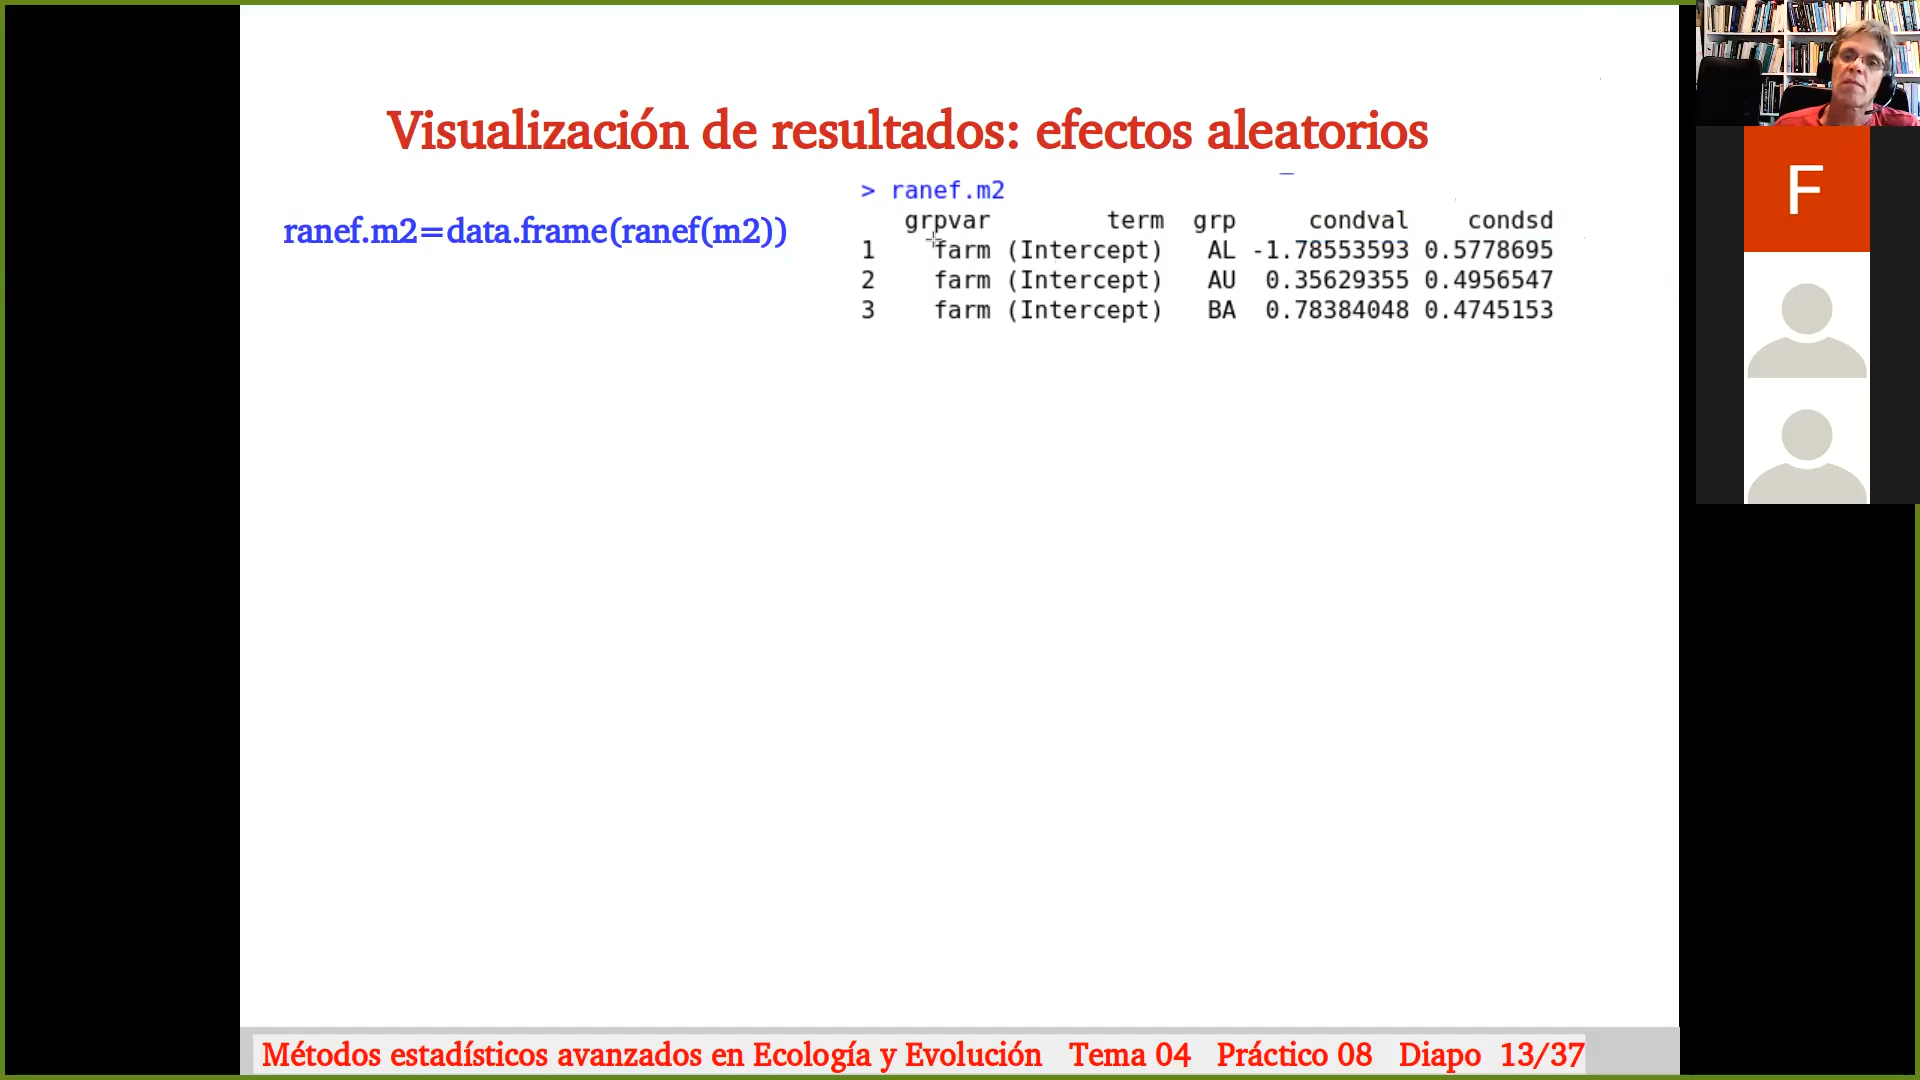 Visualización de resultados: efectos aleatorios
ranef.m2=data.frame(ranef(m2))
> ranef.m2
grpvar term grp condval condsd
1 farm (Intercept) AL -1.78553593 0.5778695
2 farm (Intercept) AU 0.35629355 0.4956547
3 farm (Intercept) BA 0.78384048 0.4745153
F
Métodos estadísticos avanzados en Ecología y Evolución Tema 04 Práctico 08 Diapo 13/37